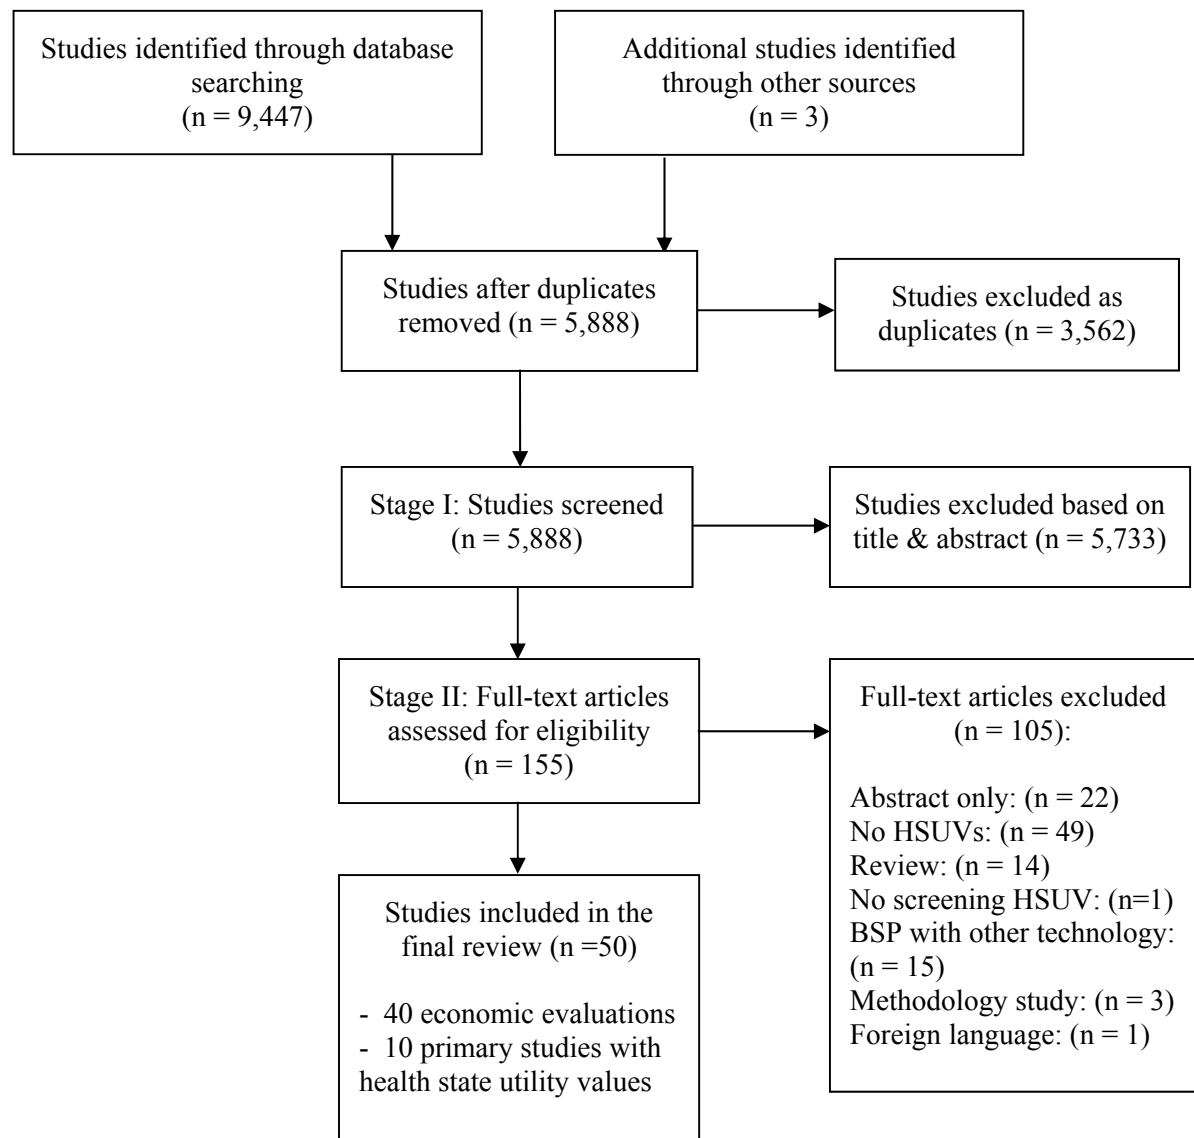 Studies identified through database
searching
(n = 9,447)
Additional studies identified
through other sources
(n = 3)
Studies after duplicates
removed (n = 5,888)
Studies excluded as
duplicates (n = 3,562)
Stage I: Studies screened
(n = 5,888)
Studies excluded based on
title & abstract (n = 5,733)
Stage II: Full-text articles
assessed for eligibility
(n = 155)
Full-text articles excluded
(n = 105):
Abstract only: (n = 22)
No HSUVs: (n = 49)
Review: (n = 14)
No screening HSUV: (n=1)
BSP with other technology:
(n = 15)
Methodology study: (n = 3)
Foreign language: (n = 1)
Studies included in the
final review (n =50)
- 40 economic evaluations
- 10 primary studies with
health state utility values